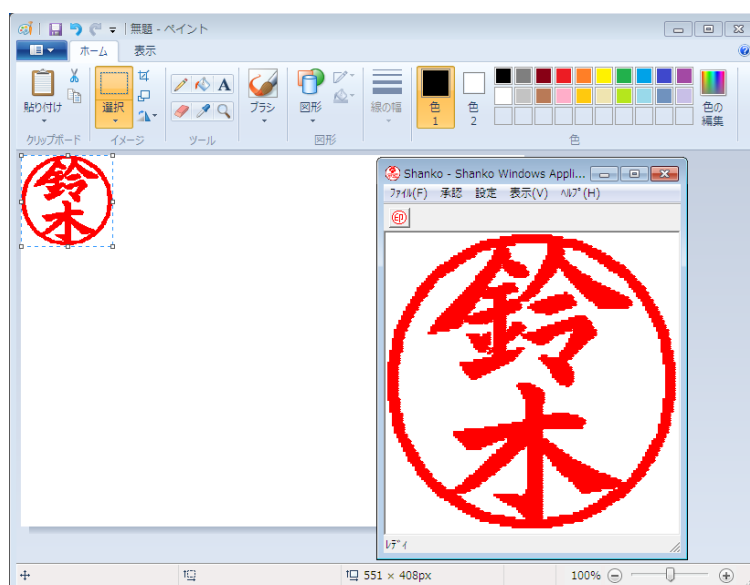 無題 - ペイント
ホーム 表示
貼り付け
選択
A
ブラシ
図形
線の幅
色
1
色
2
色の
編集
クリップボード イメージ ツール 図形 色
鈴
木
Shanko - Shanko Windows Appli...
ファイル(F) 承認 設定 表示(V) ヘルプ(H)
印
鈴
木
レディ
551 × 408px 100%